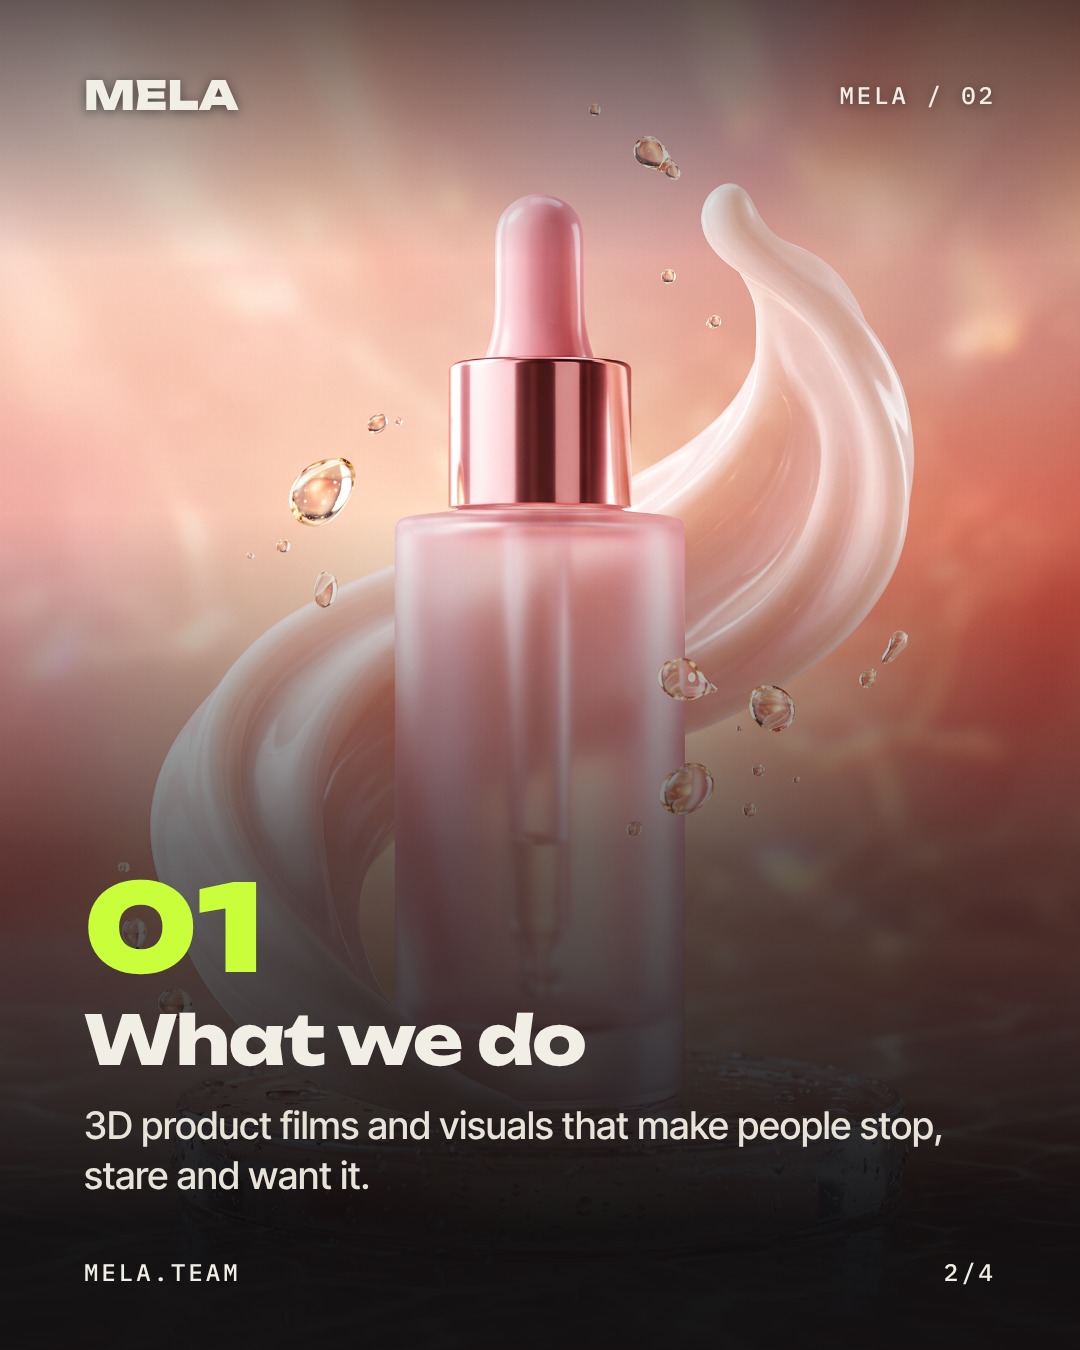 MELA
MELA / 02
01
What we do
3D product films and visuals that make people stop,
stare and want it.
MELA.TEAM
2/4